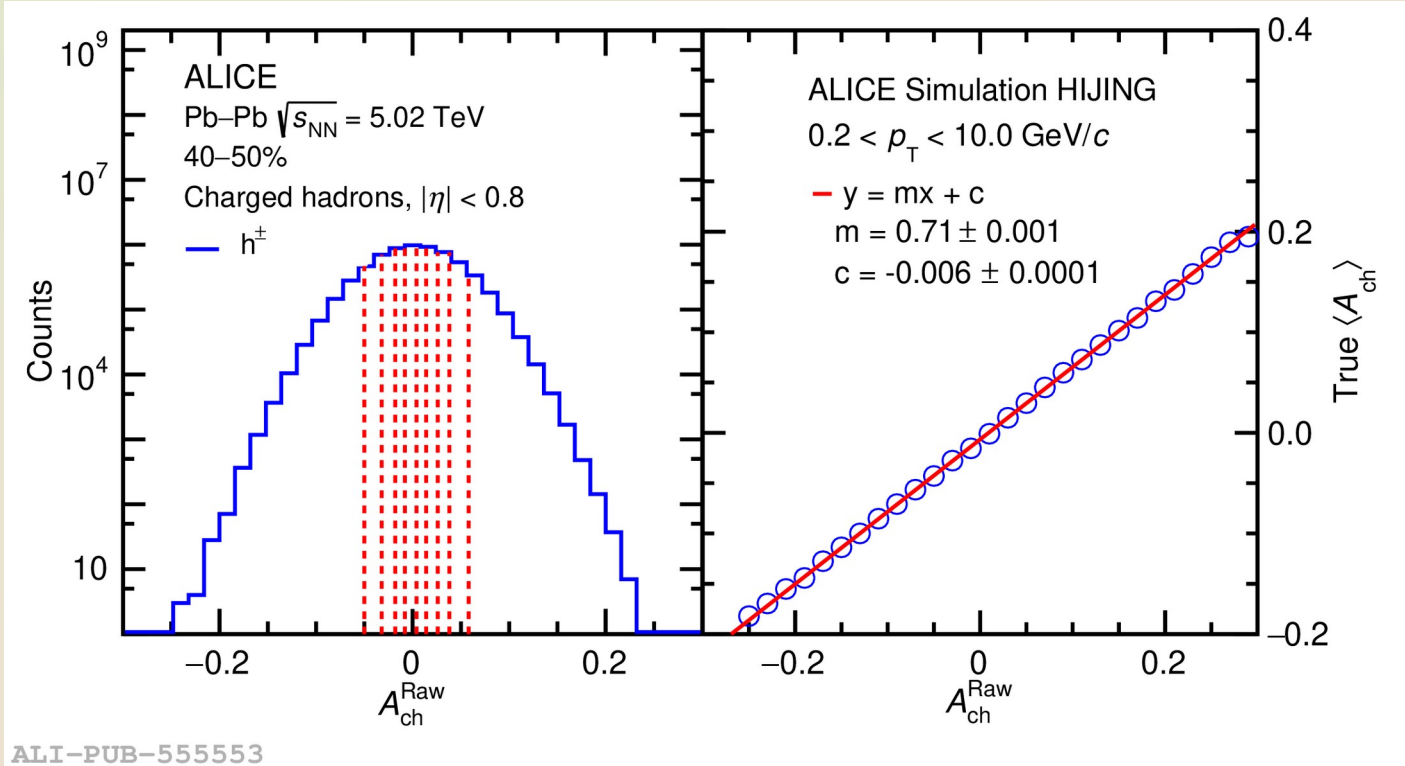 ALICE
Pb–Pb √s_NN = 5.02 TeV
40–50%
Charged hadrons, |η| < 0.8
h^±
Counts
10^9
10^7
10^4
10
−0.2
0
0.2
A_ch^Raw
ALICE Simulation HIJING
0.2 < p_T < 10.0 GeV/c
y = mx + c
m = 0.71 ± 0.001
c = -0.006 ± 0.0001
0.4
0.2
0.0
−0.2
True ⟨A_ch⟩
−0.2
0
0.2
A_ch^Raw
ALI−PUB−555553